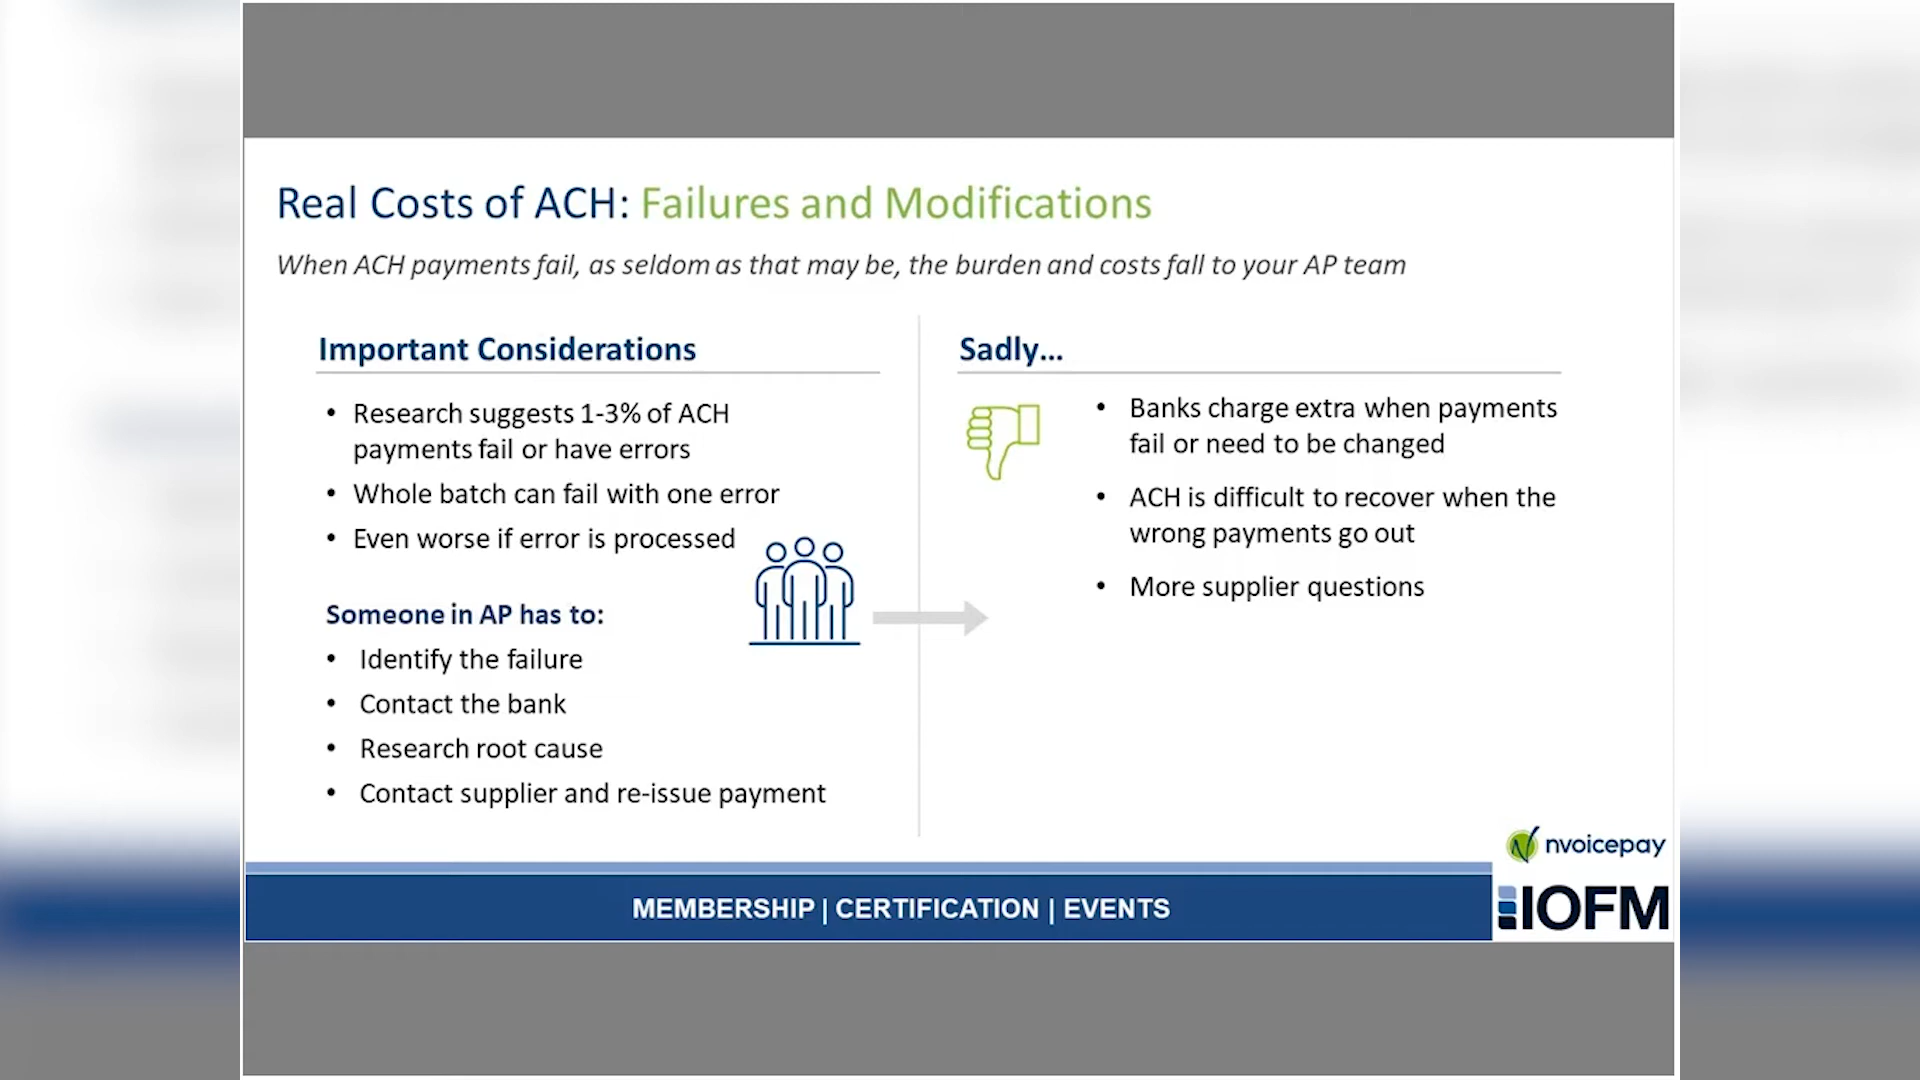 Real Costs of ACH: Failures and Modifications
When ACH payments fail, as seldom as that may be, the burden and costs fall to your AP team
Important Considerations
• Research suggests 1-3% of ACH
payments fail or have errors
• Whole batch can fail with one error
• Even worse if error is processed
Someone in AP has to:
• Identify the failure
• Contact the bank
• Research root cause
• Contact supplier and re-issue payment
Sadly...
• Banks charge extra when payments
fail or need to be changed
• ACH is difficult to recover when the
wrong payments go out
• More supplier questions
nvoicepay
MEMBERSHIP | CERTIFICATION | EVENTS
IOFM